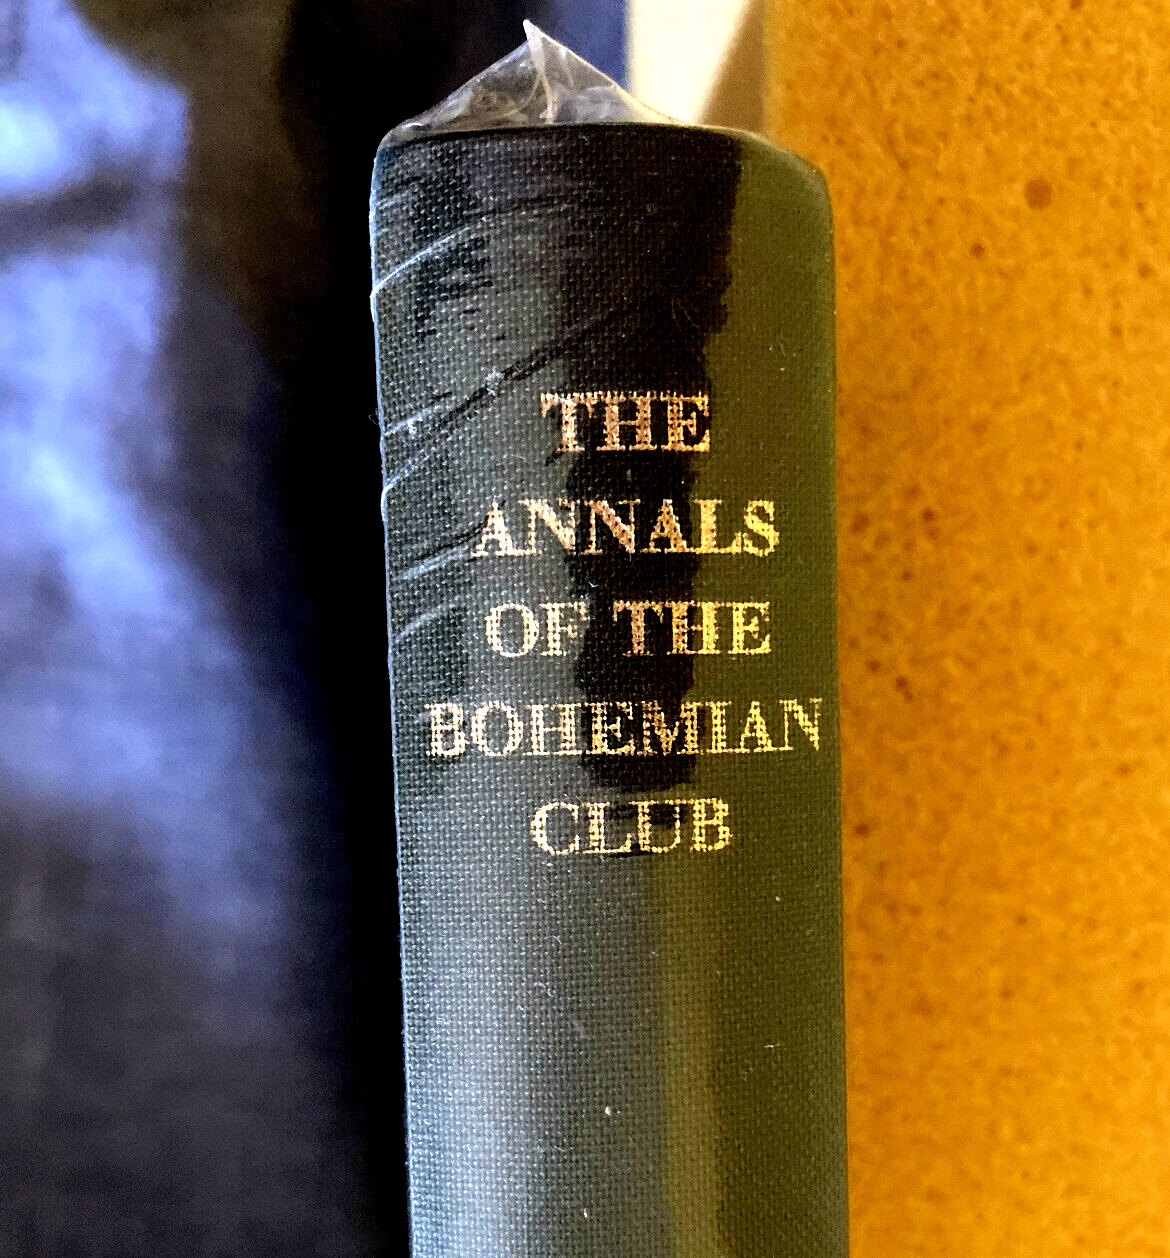 THE
ANNALS
OF THE
BOHEMIAN
CLUB